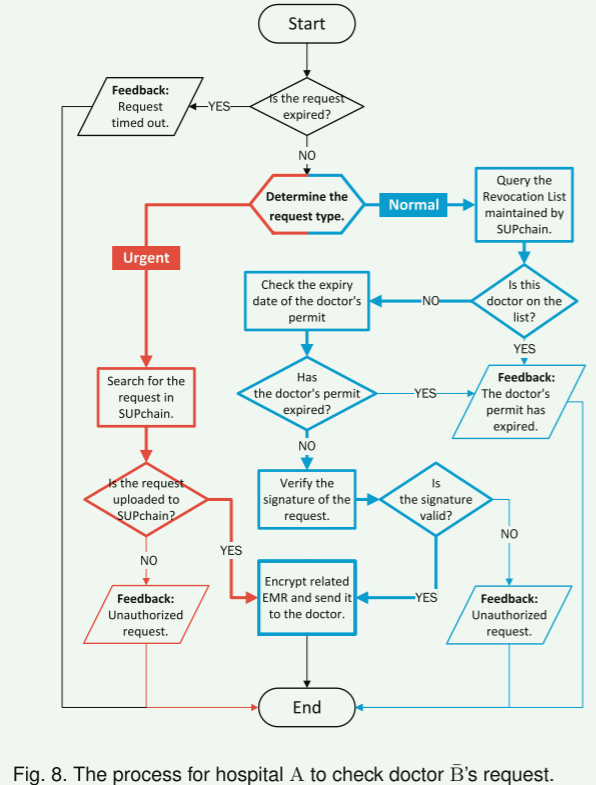 Start
Is the request
expired?
YES
Feedback:
Request
timed out.
NO
Determine the
request type.
Normal
Query the
Revocation List
maintained by
SUPchain.
Urgent
Is this
doctor on the
list?
NO
Check the expiry
date of the doctor's
permit
YES
Has
the doctor's permit
expired?
YES
Feedback:
The doctor's
permit has
expired.
Search for the
request in
SUPchain.
NO
Verify the
signature of the
request.
Is
the signature
valid?
Is the request
uploaded to
SUPchain?
YES
NO
NO
Encrypt related
EMR and send it
to the doctor.
YES
Feedback:
Unauthorized
request.
Feedback:
Unauthorized
request.
End
Fig. 8. The process for hospital A to check doctor B̄'s request.